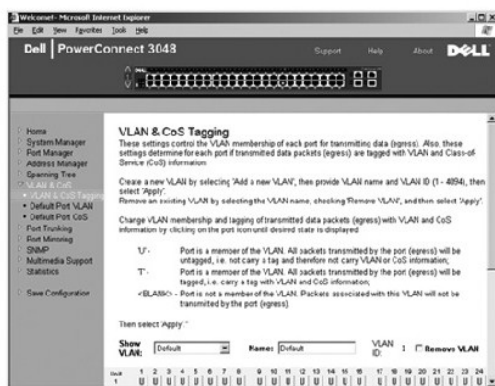 Welcome! - Microsoft Internet Explorer
File Edit View Favorites Tools Help
Dell | PowerConnect 3048
Support Help About DELL
Home
System Manager
Port Manager
Address Manager
Spanning Tree
VLAN & CoS
VLAN & CoS Tagging
Default Port VLAN
Default Port CoS
Port Trunking
Port Mirroring
SNMP
Multimedia Support
Statistics
Save Configuration
VLAN & CoS Tagging
These settings control the VLAN membership of each port for transmitting data (egress). Also, these
settings determine for each port if transmitted data packets (egress) are tagged with VLAN and Class-of-
Service (CoS) information
Create a new VLAN by selecting 'Add a new VLAN', then provide VLAN name and VLAN ID (1 - 4094), then
select 'Apply'.
Remove an existing VLAN by selecting the VLAN name, checking 'Remove VLAN', and then select 'Apply'.
Change VLAN membership and tagging of transmitted data packets (egress) with VLAN and CoS
information by clicking on the port icon until desired state is displayed
'U' - Port is a member of the VLAN. All packets transmitted by the port (egress) will be
untagged, i.e. not carry a tag and therefore not carry VLAN or CoS information;
'T' - Port is a member of the VLAN. All packets transmitted by the port (egress) will be
tagged, i.e. carry a tag with VLAN and CoS information;
<BLANK> - Port is not a member of the VLAN. Packets associated with this VLAN will not be
transmitted by the port (egress).
Then select 'Apply'.
Show VLAN: Default Name: Default VLAN ID: 1 Remove VLAN
Unit 1 2 3 4 5 6 7 8 9 10 11 12 13 14 15 16 17 18 19 20 21 22 23 24
1 U U U U U U U U U U U U U U U U U U U U U U U U